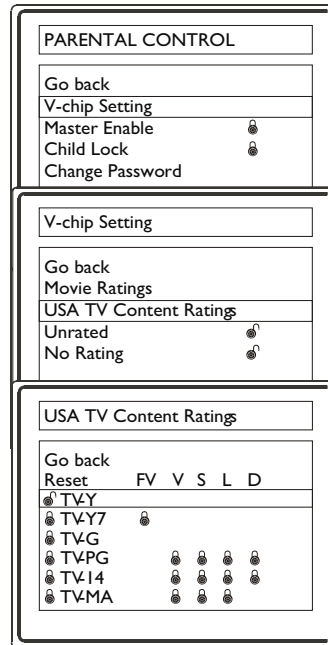 PARENTAL CONTROL
Go back
V-chip Setting
Master Enable
Child Lock
Change Password
V-chip Setting
Go back
Movie Ratings
USA TV Content Ratings
Unrated
No Rating
USA TV Content Ratings
Go back
Reset FV V S L D
TV-Y
TV-Y7
TV-G
TV-PG
TV-14
TV-MA